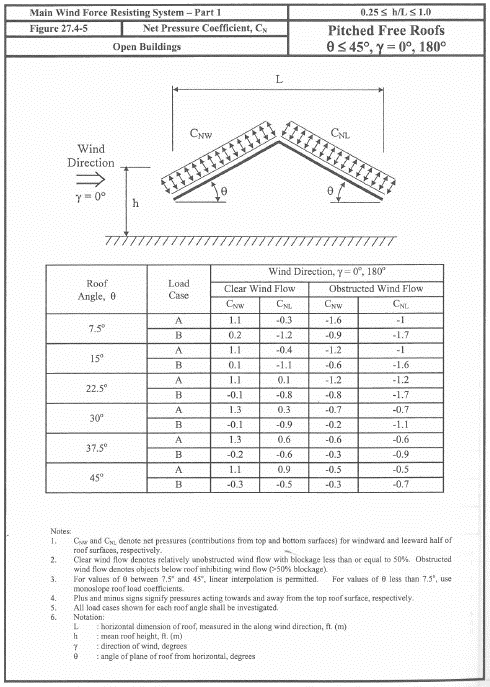 Main Wind Force Resisting System – Part 1
0.25 ≤ h/L ≤ 1.0
Figure 27.4-5
Net Pressure Coefficient, C_N
Pitched Free Roofs
Open Buildings
θ ≤ 45°, γ = 0°, 180°
L
C_NW
C_NL
Wind
Direction
γ = 0°
h
θ
θ
Wind Direction, γ = 0°, 180°
Roof Load Clear Wind Flow Obstructed Wind Flow
Angle, θ Case C_NW C_NL C_NW C_NL
7.5° A 1.1 -0.3 -1.6 -1
B 0.2 -1.2 -0.9 -1.7
15° A 1.1 -0.4 -1.2 -1
B 0.1 -1.1 -0.6 -1.6
22.5° A 1.1 0.1 -1.2 -1.2
B -0.1 -0.8 -0.8 -1.7
30° A 1.3 0.3 -0.7 -0.7
B -0.1 -0.9 -0.2 -1.1
37.5° A 1.3 0.6 -0.6 -0.6
B -0.2 -0.6 -0.3 -0.9
45° A 1.1 0.9 -0.5 -0.5
B -0.3 -0.5 -0.3 -0.7
Notes:
1. C_NW and C_NL denote net pressures (contributions from top and bottom surfaces) for windward and leeward half of
roof surfaces, respectively.
2. Clear wind flow denotes relatively unobstructed wind flow with blockage less than or equal to 50%. Obstructed
wind flow denotes objects below roof inhibiting wind flow (>50% blockage).
3. For values of θ between 7.5° and 45°, linear interpolation is permitted. For values of θ less than 7.5°, use
monoslope roof load coefficients.
4. Plus and minus signs signify pressures acting towards and away from the top roof surface, respectively.
5. All load cases shown for each roof angle shall be investigated.
6. Notation:
L : horizontal dimension of roof, measured in the along wind direction, ft. (m)
h : mean roof height, ft. (m)
γ : direction of wind, degrees
θ : angle of plane of roof from horizontal, degrees